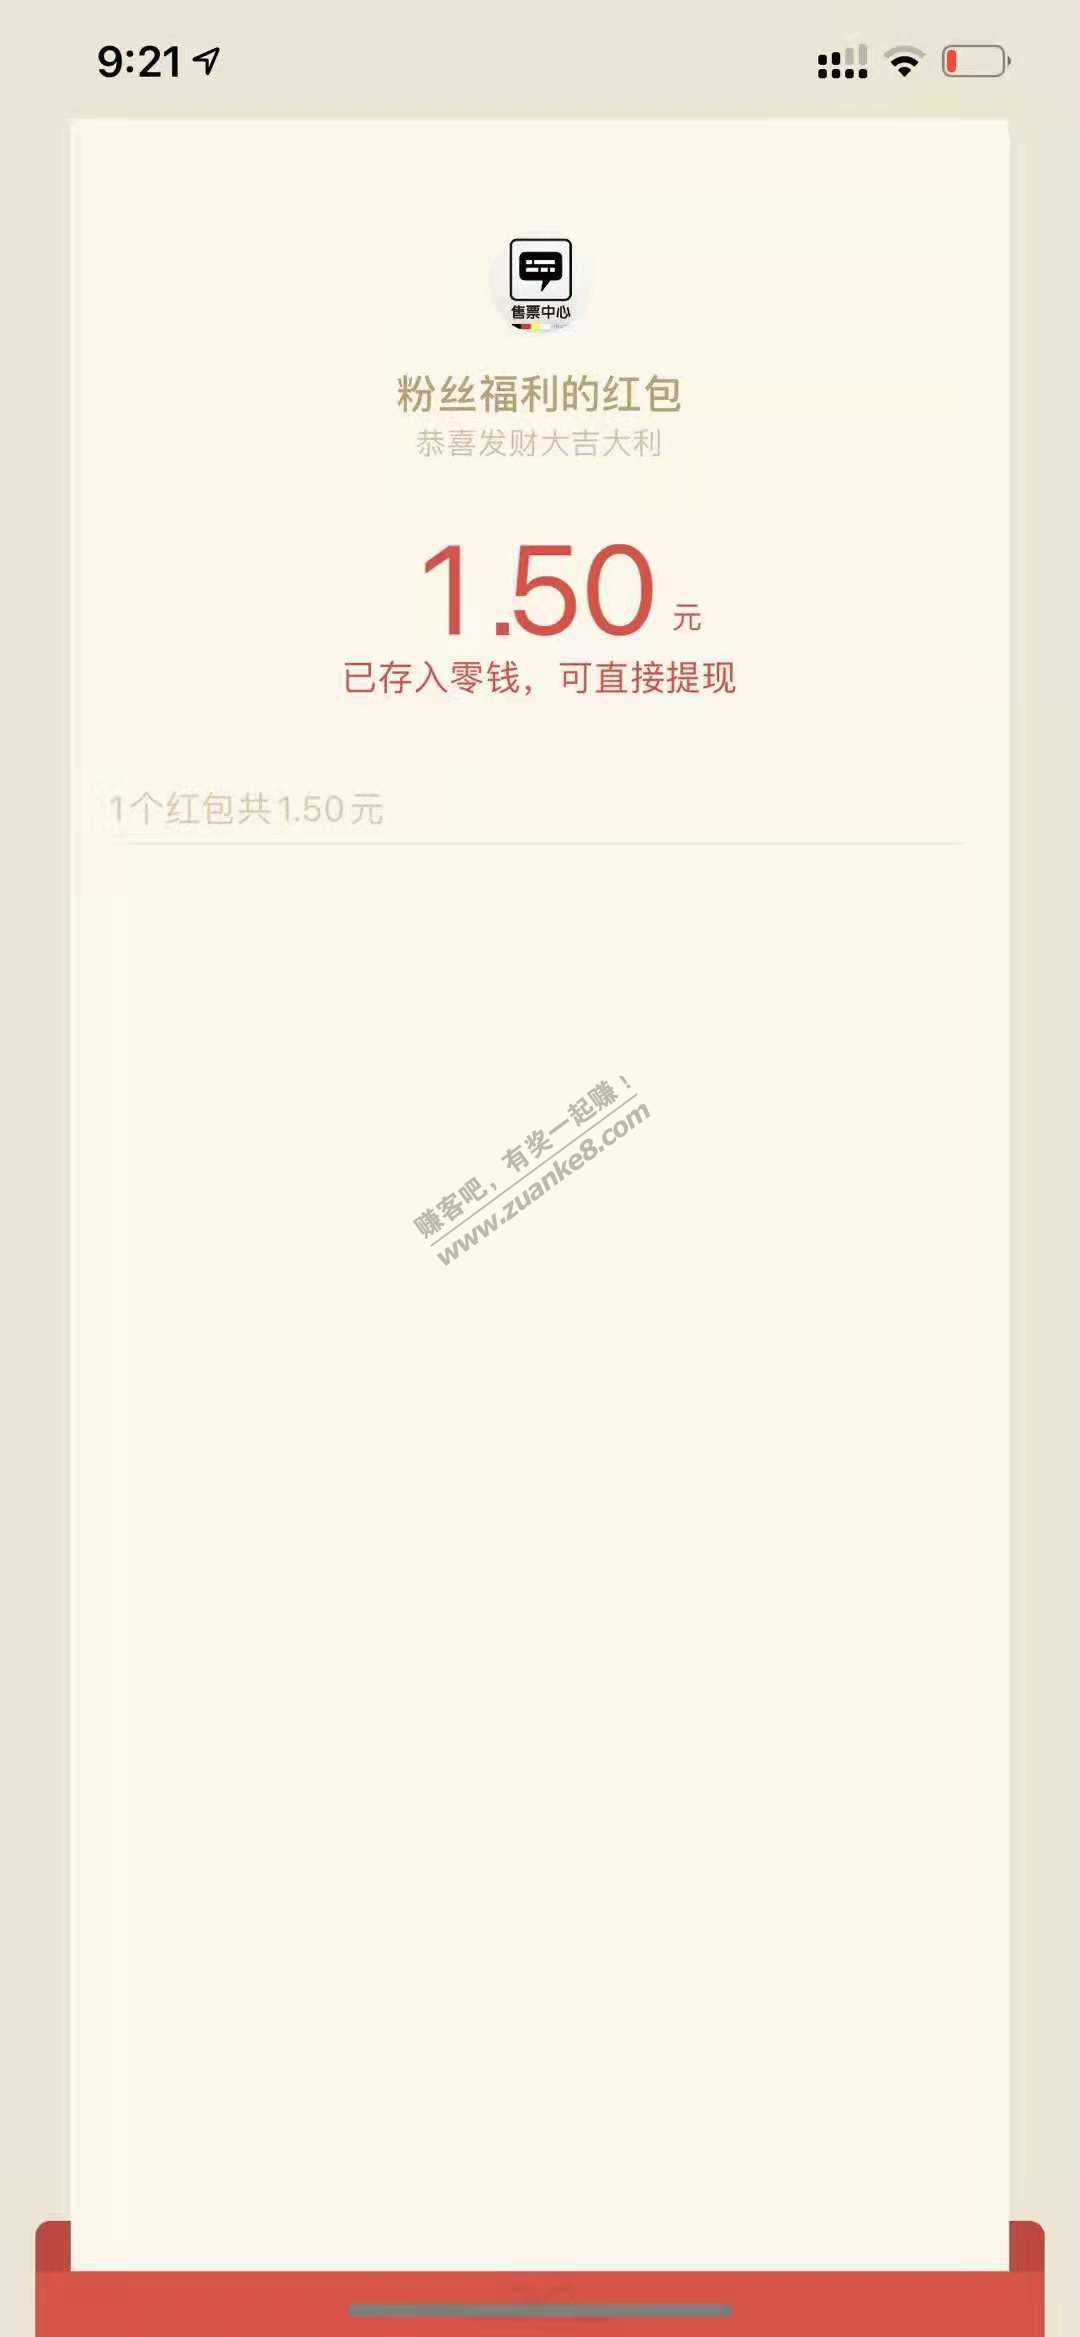 9:21
售票中心
粉丝福利的红包
恭喜发财大吉大利
1.50 元
已存入零钱，可直接提现
1个红包共1.50元
赚客吧，有奖一起赚！
www.zuanke8.com